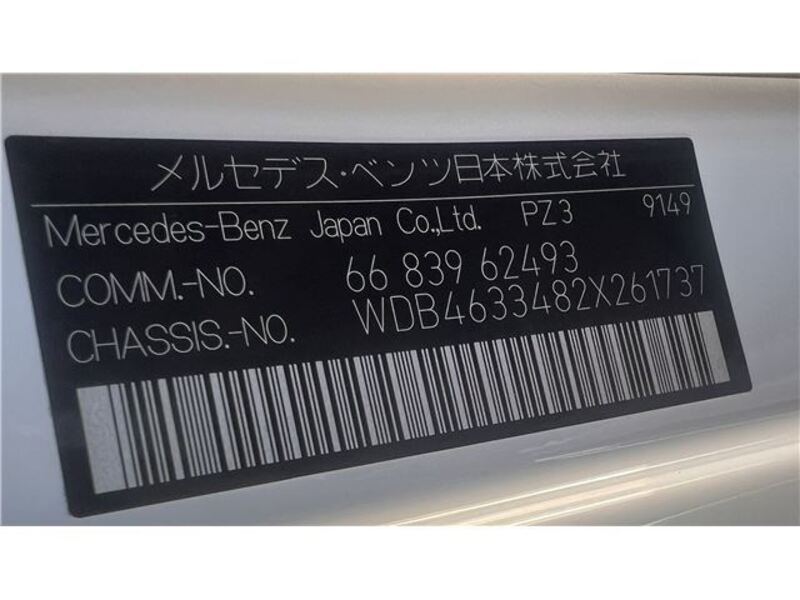 メルセデス・ベンツ日本株式会社
Mercedes-Benz Japan Co.,Ltd. PZ3 9149
COMM.-NO. 66 839 62493
CHASSIS.-NO. WDB4633482X261737